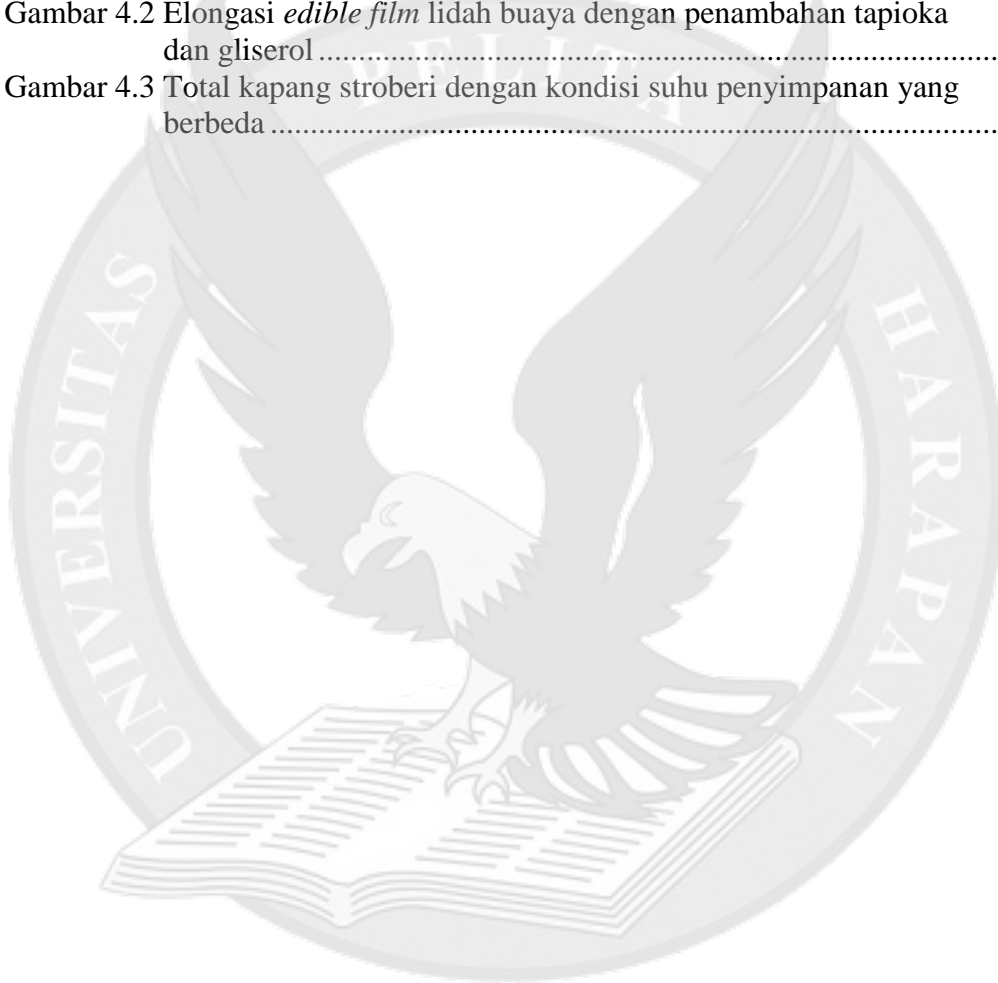 Gambar 4.2 Elongasi edible film lidah buaya dengan penambahan tapioka
dan gliserol ........................................................................................
Gambar 4.3 Total kapang stroberi dengan kondisi suhu penyimpanan yang
berbeda ..............................................................................................
UNIVERSITAS
PELITA
HARAPAN